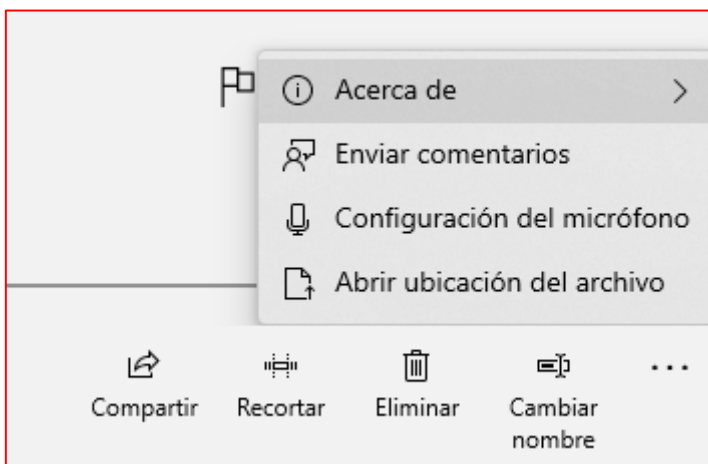 Acerca de
Enviar comentarios
Configuración del micrófono
Abrir ubicación del archivo
Compartir
Recortar
Eliminar
Cambiar
nombre